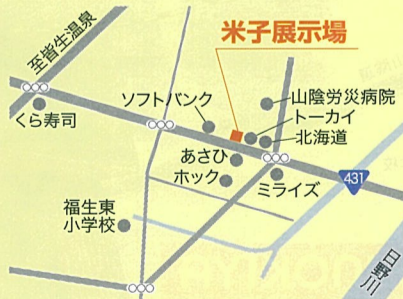 米子展示場
至皆生温泉
ソフトバンク
山陰労災病院
トーカイ
北海道
くら寿司
あさひ
ホック
ミライズ
431
福生東
小学校
日野川